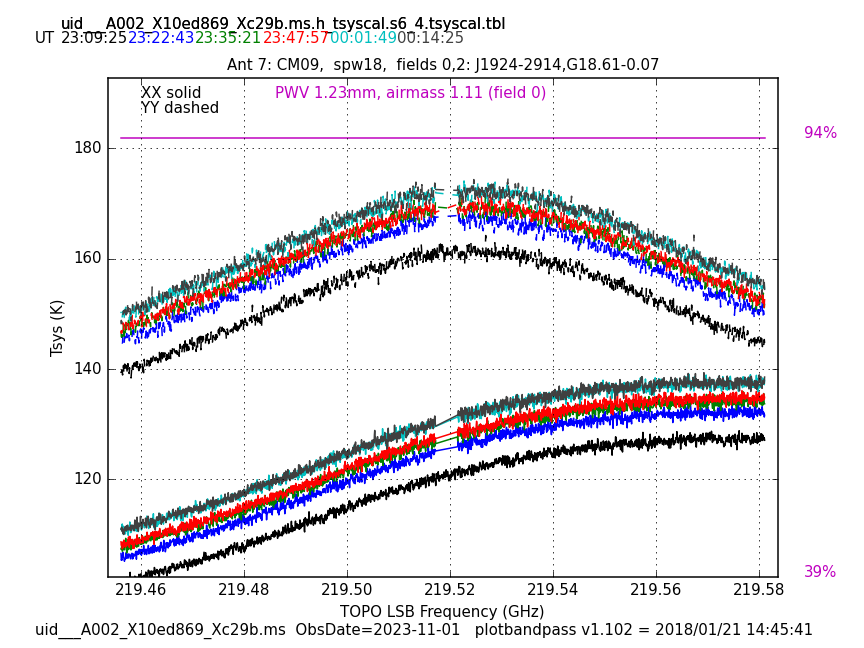 uid___A002_X10ed869_Xc29b.ms.h_tsyscal.s6_4.tsyscal.tbl
UT 23:09:25 23:22:43 23:35:21 23:47:57 00:01:49 00:14:25
Ant 7: CM09,  spw18,  fields 0,2: J1924-2914,G18.61-0.07
XX solid
PWV 1.23mm, airmass 1.11 (field 0)
YY dashed
94%
180
160
140
120
Tsys (K)
39%
219.46 219.48 219.50 219.52 219.54 219.56 219.58
TOPO LSB Frequency (GHz)
uid___A002_X10ed869_Xc29b.ms  ObsDate=2023-11-01   plotbandpass v1.102 = 2018/01/21 14:45:41